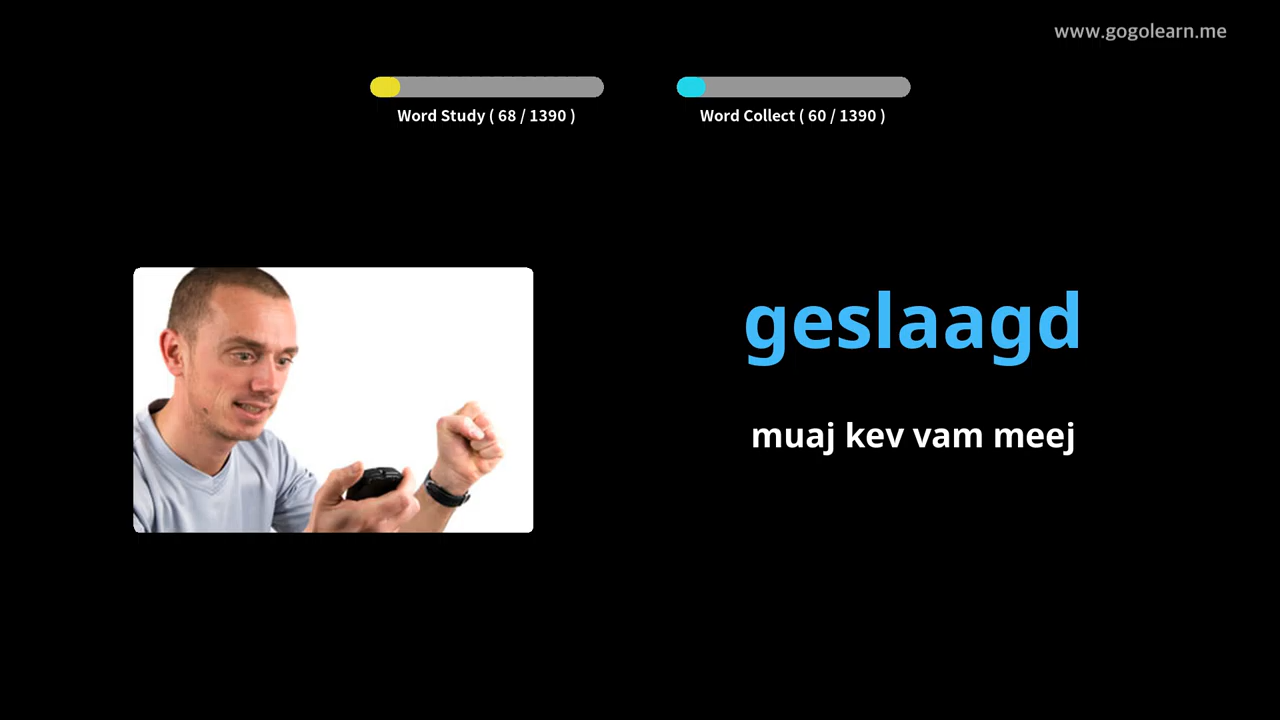 www.gogolearn.me
Word Study ( 68 / 1390 )
Word Collect ( 60 / 1390 )
geslaagd
muaj kev vam meej